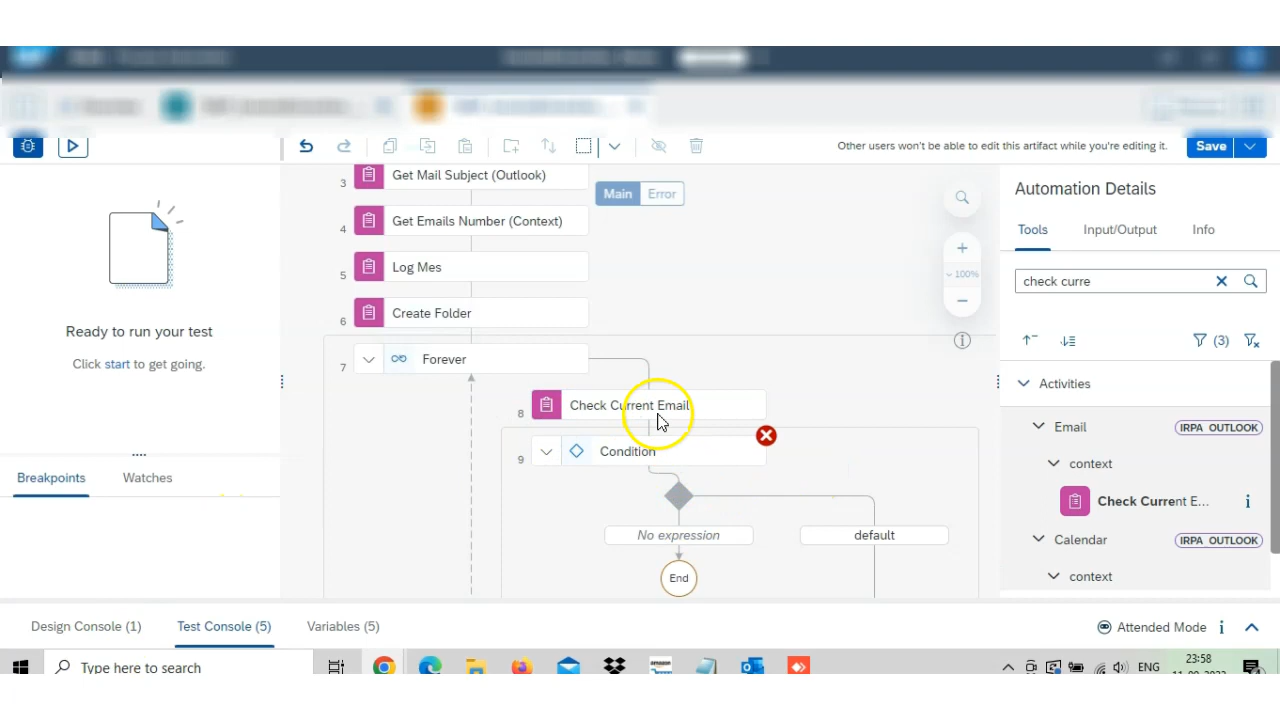 Other users won't be able to edit this artifact while you're editing it.
Save
3
Get Mail Subject (Outlook)
Main
Error
4
Get Emails Number (Context)
5
Log Mes
6
Create Folder
7
Forever
8
Check Current Email
9
Condition
No expression
default
End
100%
Ready to run your test
Click start to get going.
Breakpoints
Watches
Automation Details
Tools
Input/Output
Info
check curre
(3)
Activities
Email
IRPA OUTLOOK
context
Check Current E...
Calendar
IRPA OUTLOOK
context
Design Console (1)
Test Console (5)
Variables (5)
Attended Mode
Type here to search
ENG
23:58